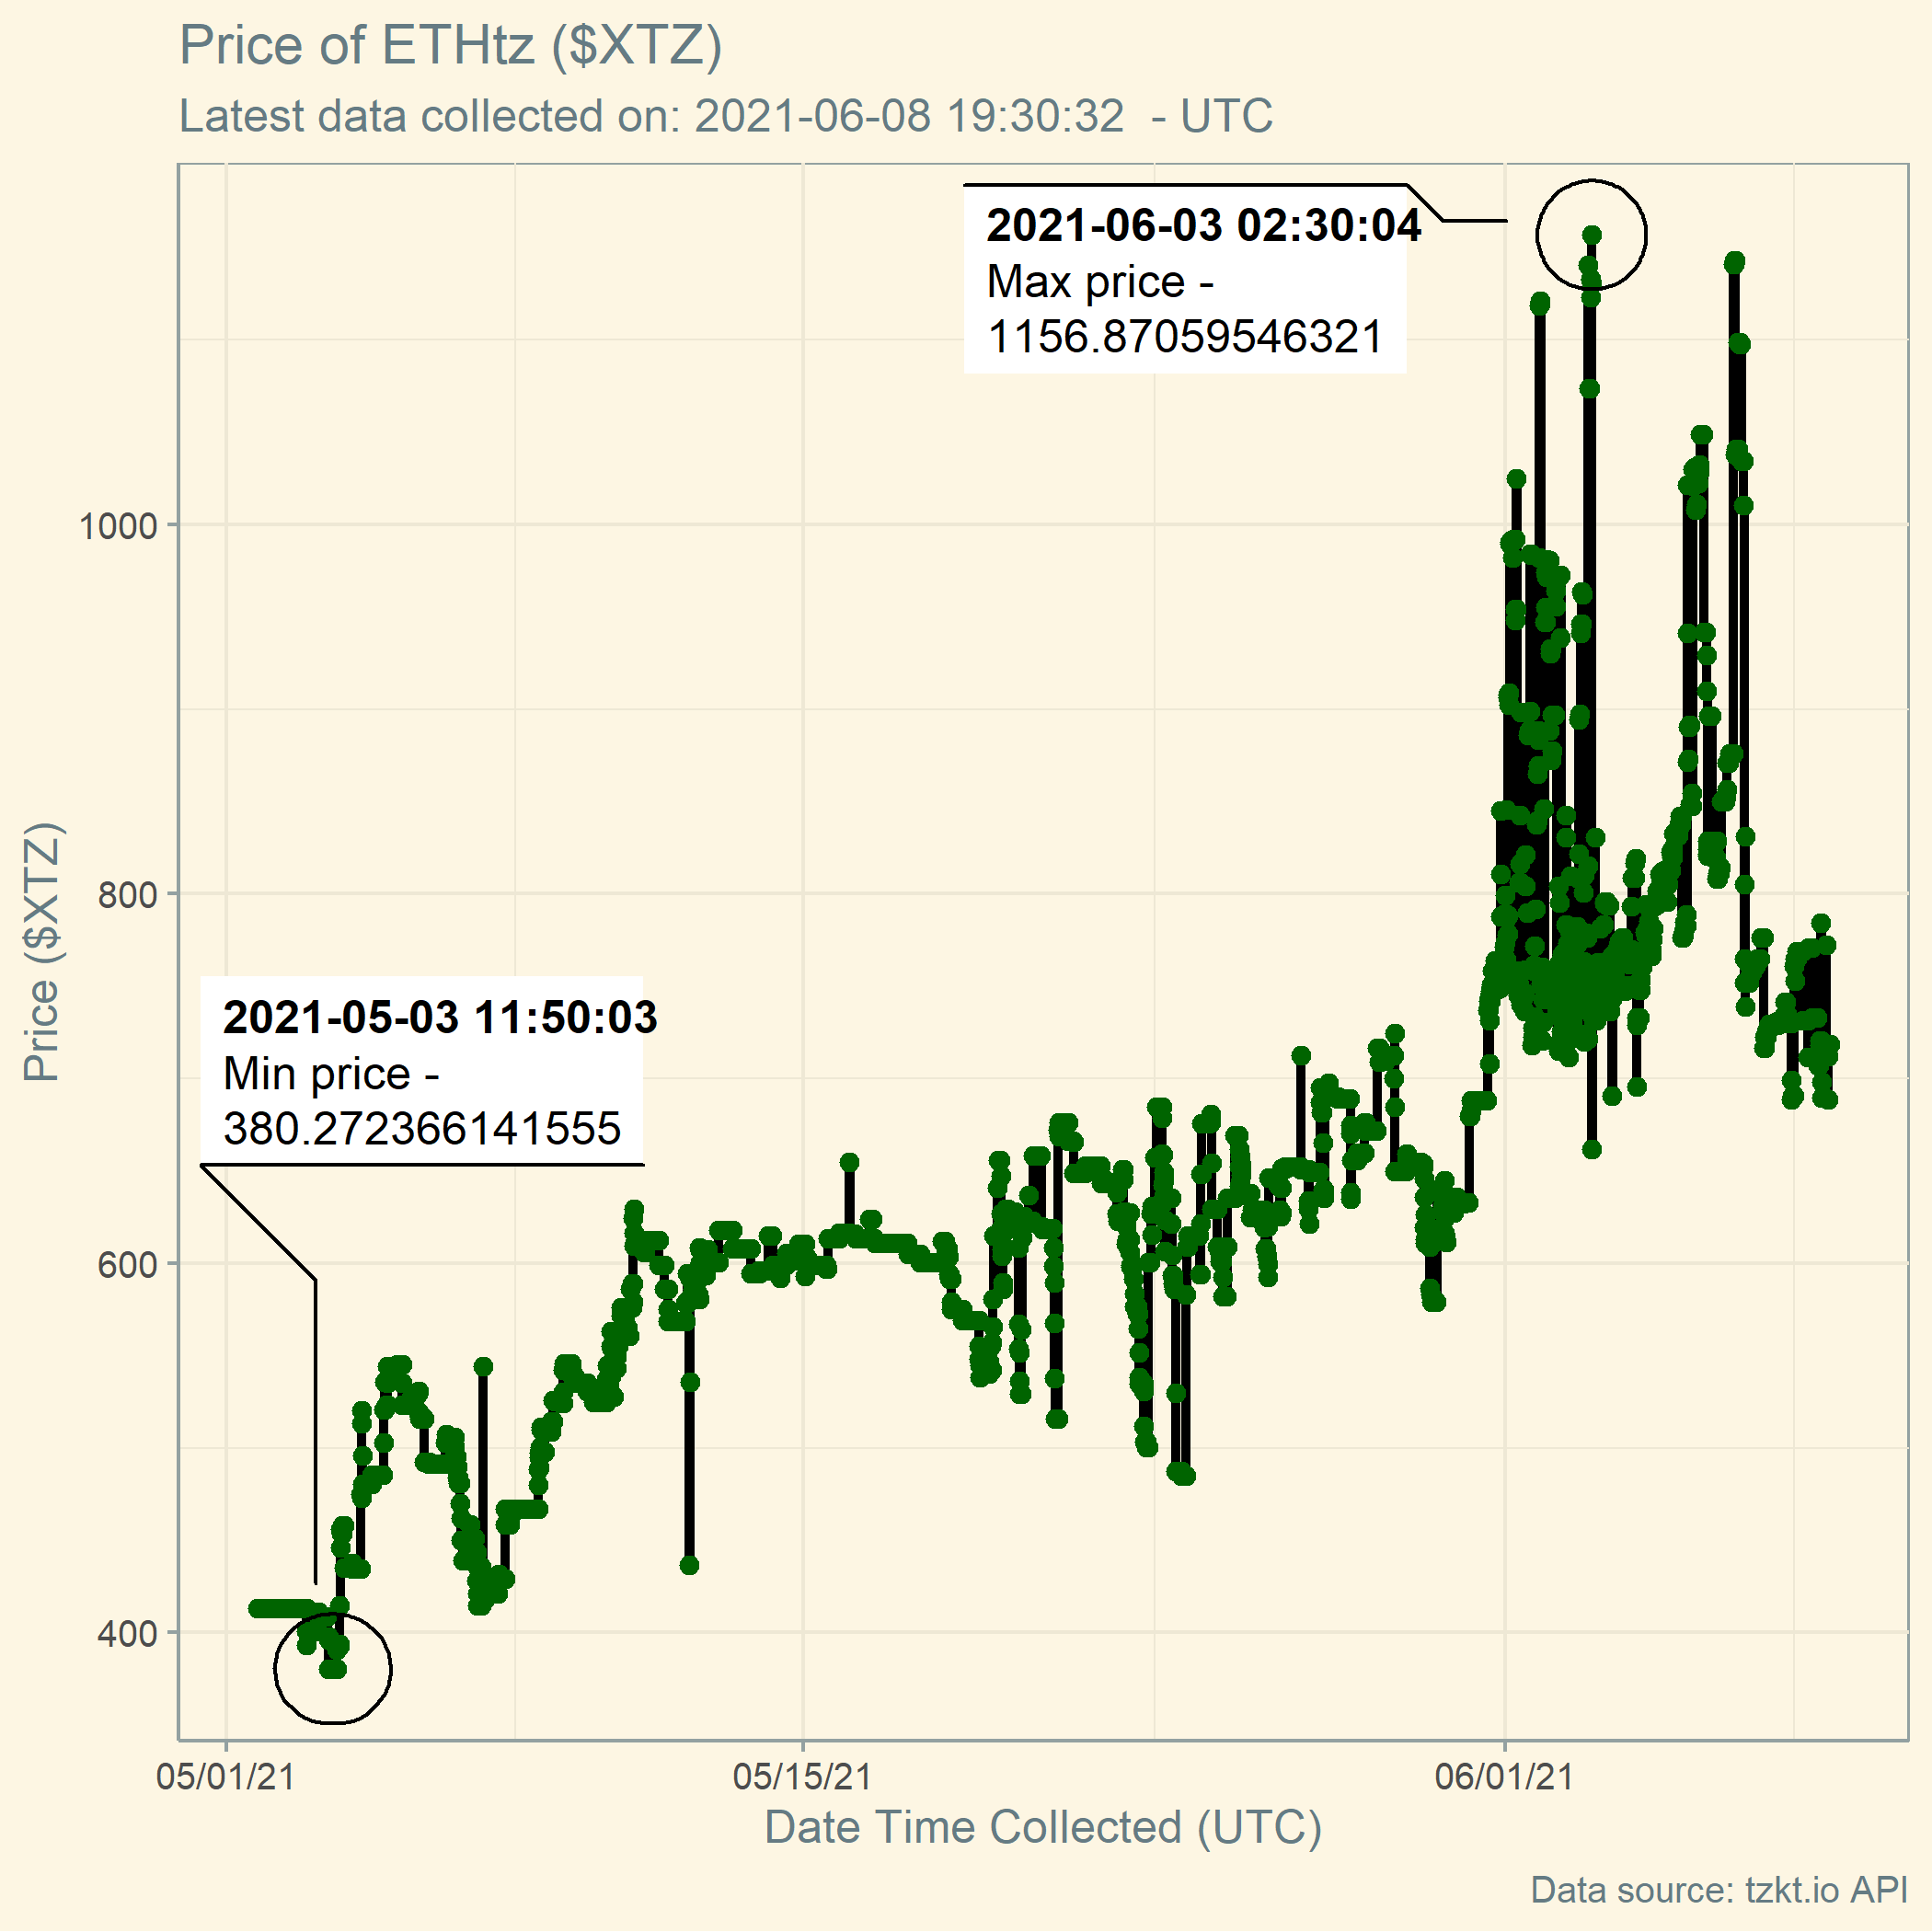 Price of ETHtz ($XTZ)
Latest data collected on: 2021-06-08 19:30:32  - UTC
2021-06-03 02:30:04
Max price -
1156.87059546321
1000
800
600
400
Price ($XTZ)
2021-05-03 11:50:03
Min price -
380.272366141555
05/01/21
05/15/21
06/01/21
Date Time Collected (UTC)
Data source: tzkt.io API